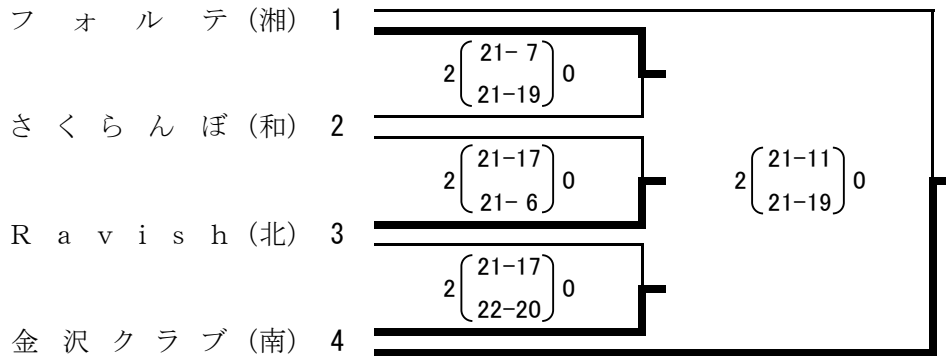 フォルテ(湘) 1
2 21- 7 0
21-19
さくらんぼ(和) 2
2 21-17 0
21- 6
2 21-11 0
21-19
Ravish(北) 3
2 21-17 0
22-20
金沢クラブ(南) 4